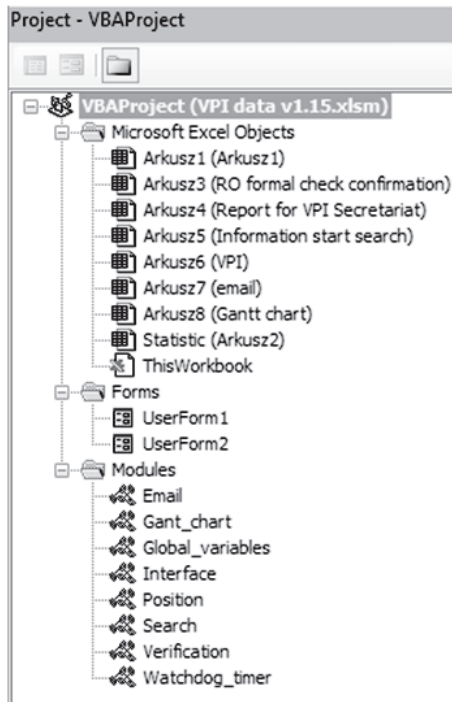 Project - VBAProject
VBAProject (VPI data v1.15.xlsm)
Microsoft Excel Objects
Arkusz1 (Arkusz1)
Arkusz3 (RO formal check confirmation)
Arkusz4 (Report for VPI Secretariat)
Arkusz5 (Information start search)
Arkusz6 (VPI)
Arkusz7 (email)
Arkusz8 (Gantt chart)
Statistic (Arkusz2)
ThisWorkbook
Forms
UserForm1
UserForm2
Modules
Email
Gant_chart
Global_variables
Interface
Position
Search
Verification
Watchdog_timer